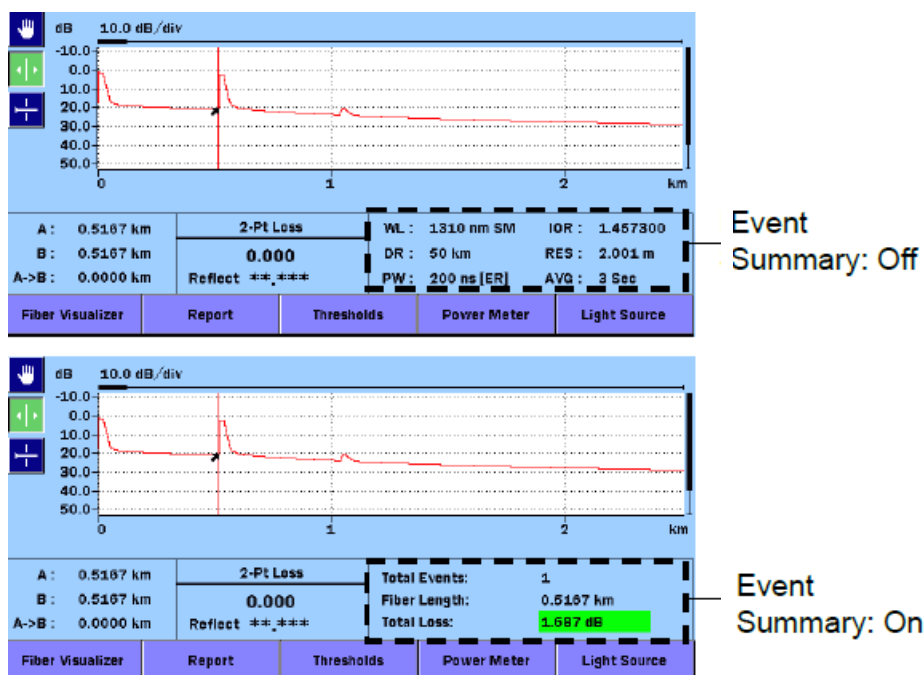 dB 10.0 dB/div
-10.0
0.0
10.0
20.0
30.0
40.0
50.0
0 1 2 km
A: 0.5167 km
B: 0.5167 km
A->B: 0.0000 km
2-Pt Loss
0.000
Reflect **.***
WL: 1310 nm SM IOR: 1.457300
DR: 50 km RES: 2.001 m
PW: 200 ns [ER] AVG: 3 Sec
Event
Summary: Off
Fiber Visualizer Report Thresholds Power Meter Light Source
dB 10.0 dB/div
-10.0
0.0
10.0
20.0
30.0
40.0
50.0
0 1 2 km
A: 0.5167 km
B: 0.5167 km
A->B: 0.0000 km
2-Pt Loss
0.000
Reflect **.***
Total Events: 1
Fiber Length: 0.5167 km
Total Loss: 1.687 dB
Event
Summary: On
Fiber Visualizer Report Thresholds Power Meter Light Source